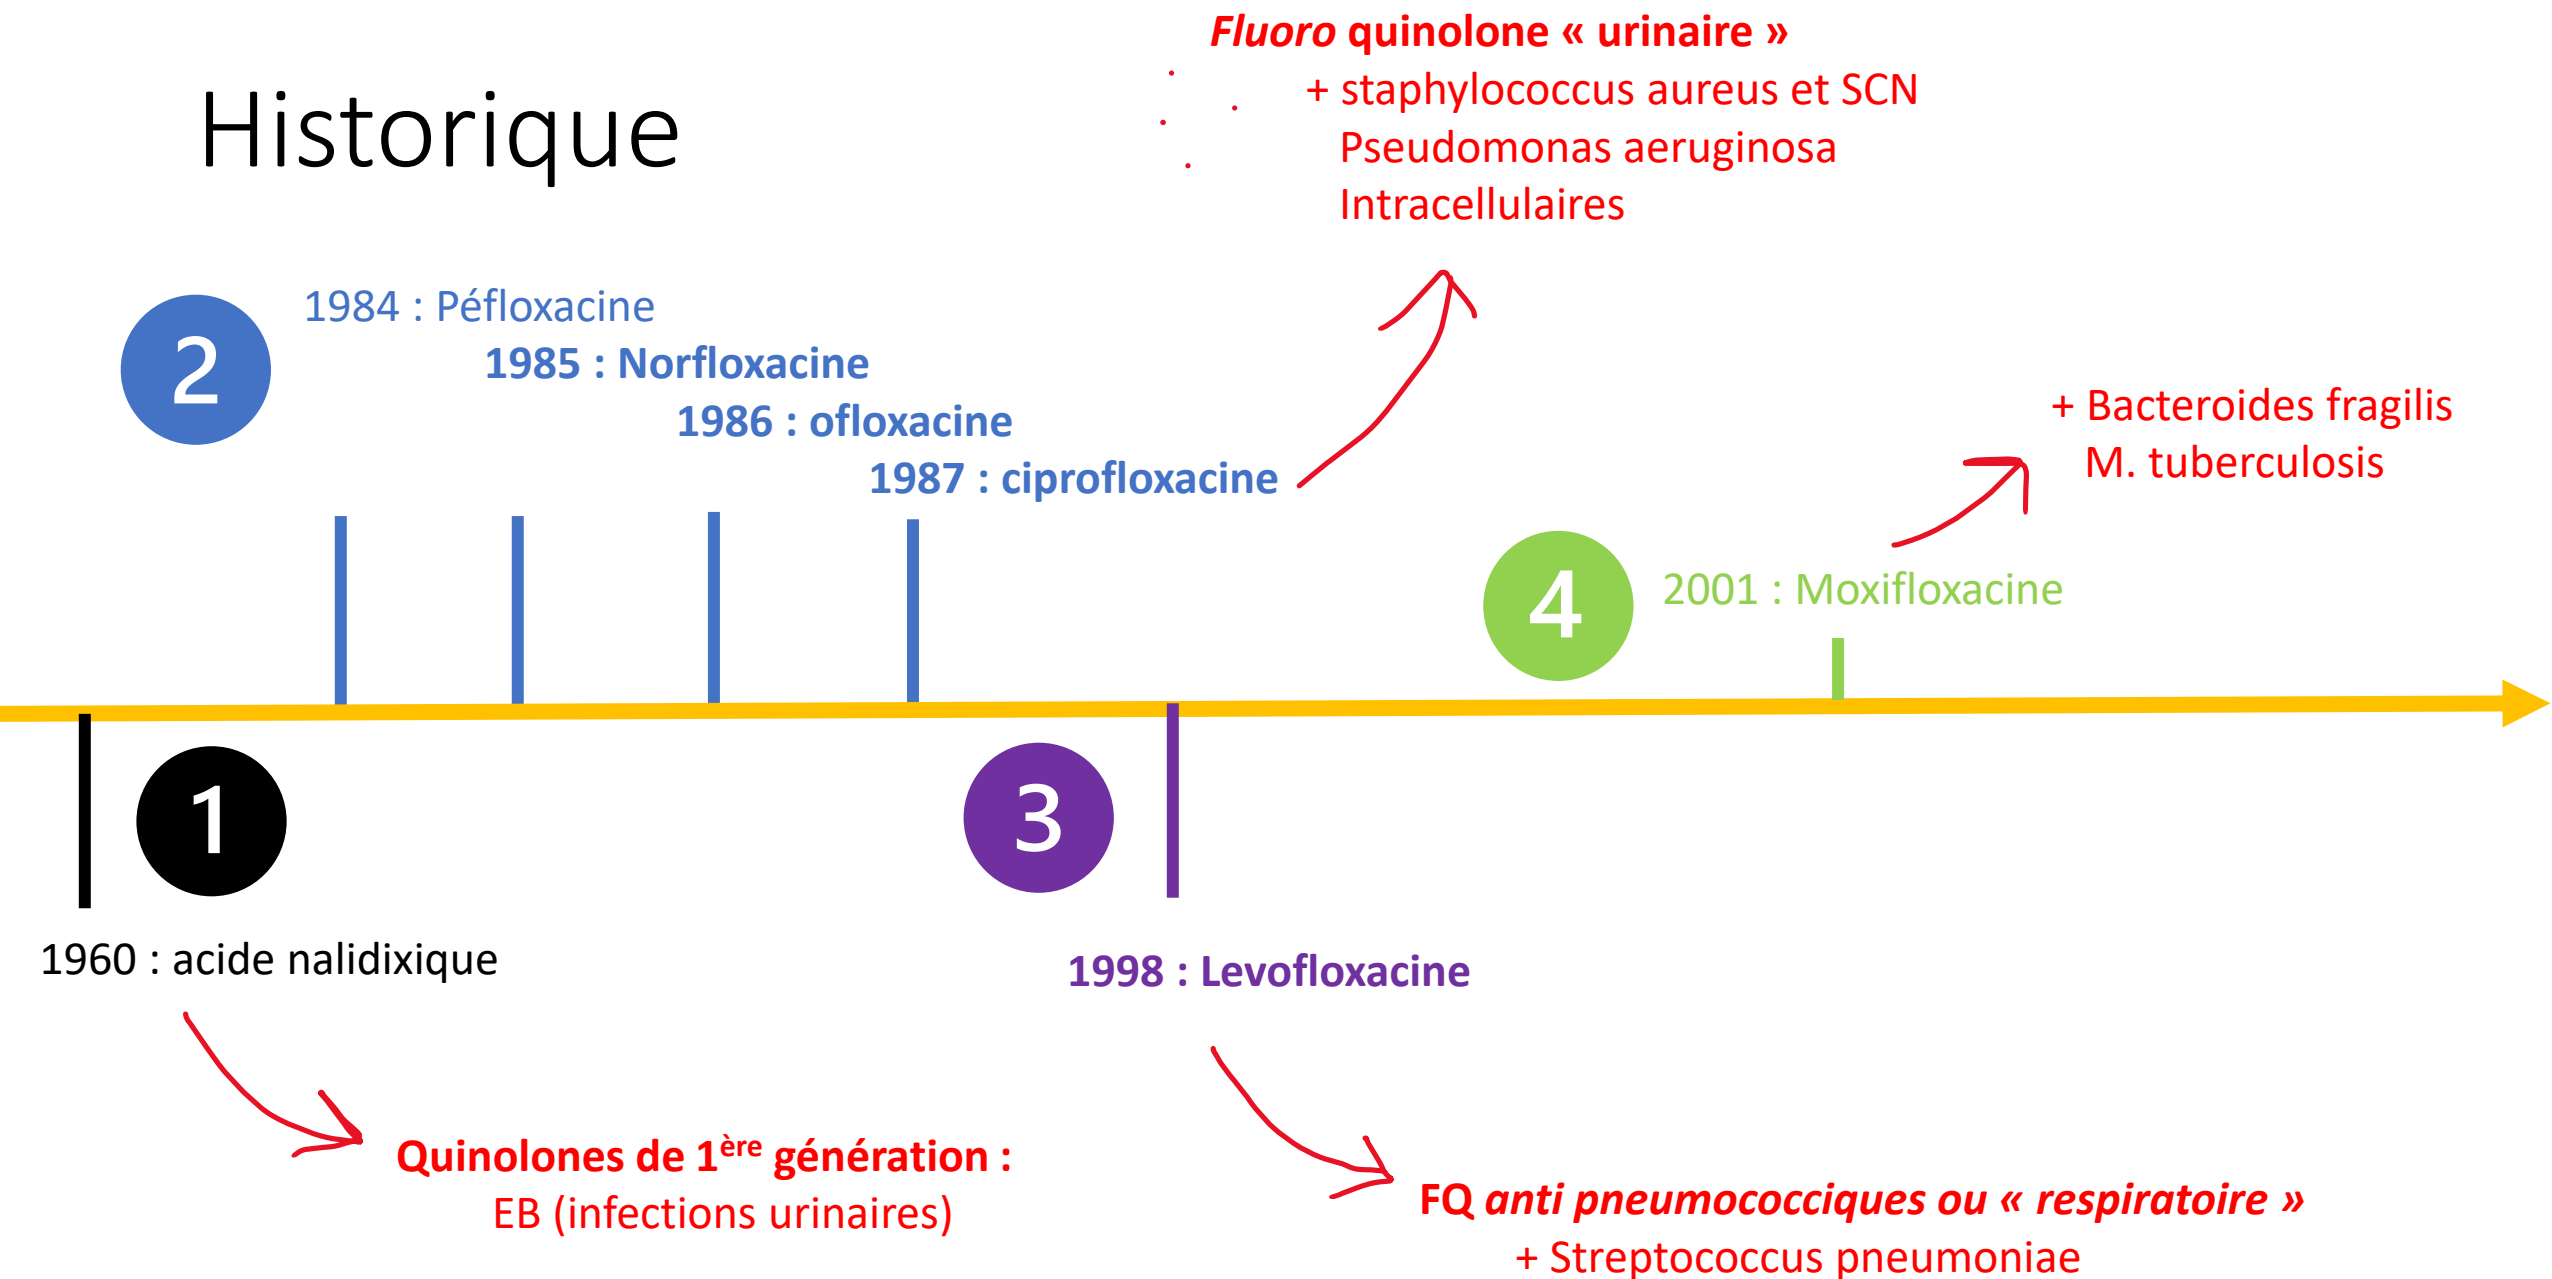 Historique
Fluoro quinolone « urinaire »
+ staphylococcus aureus et SCN
Pseudomonas aeruginosa
Intracellulaires
2
1984 : Péfloxacine
1985 : Norfloxacine
1986 : ofloxacine
1987 : ciprofloxacine
+ Bacteroides fragilis
M. tuberculosis
4
2001 : Moxifloxacine
1
3
1960 : acide nalidixique
1998 : Levofloxacine
Quinolones de 1ère génération :
EB (infections urinaires)
FQ anti pneumococciques ou « respiratoire »
+ Streptococcus pneumoniae